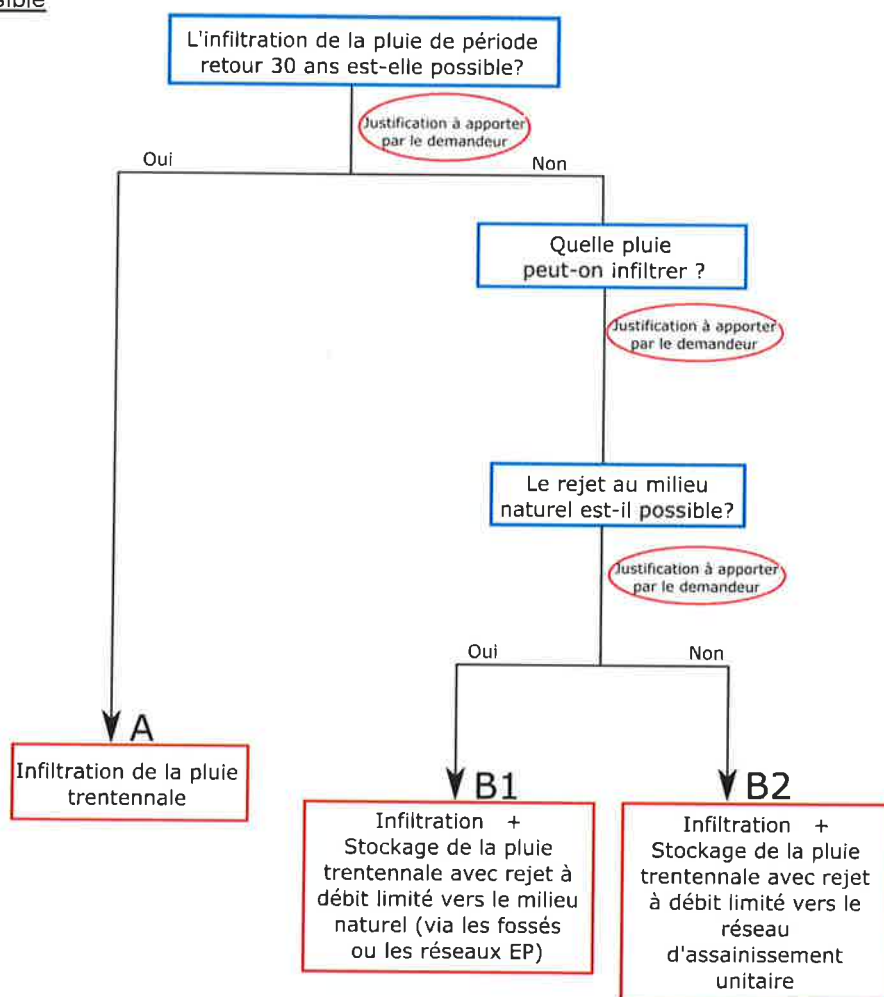 L'infiltration de la pluie de période
retour 30 ans est-elle possible?
Justification à apporter
par le demandeur
Oui
Non
Quelle pluie
peut-on infiltrer ?
Justification à apporter
par le demandeur
Le rejet au milieu
naturel est-il possible?
Justification à apporter
par le demandeur
Oui
Non
A
Infiltration de la pluie
trentennale
B1
Infiltration +
Stockage de la pluie
trentennale avec rejet à
débit limité vers le milieu
naturel (via les fossés
ou les réseaux EP)
B2
Infiltration +
Stockage de la pluie
trentennale avec rejet
à débit limité vers le
réseau
d'assainissement
unitaire